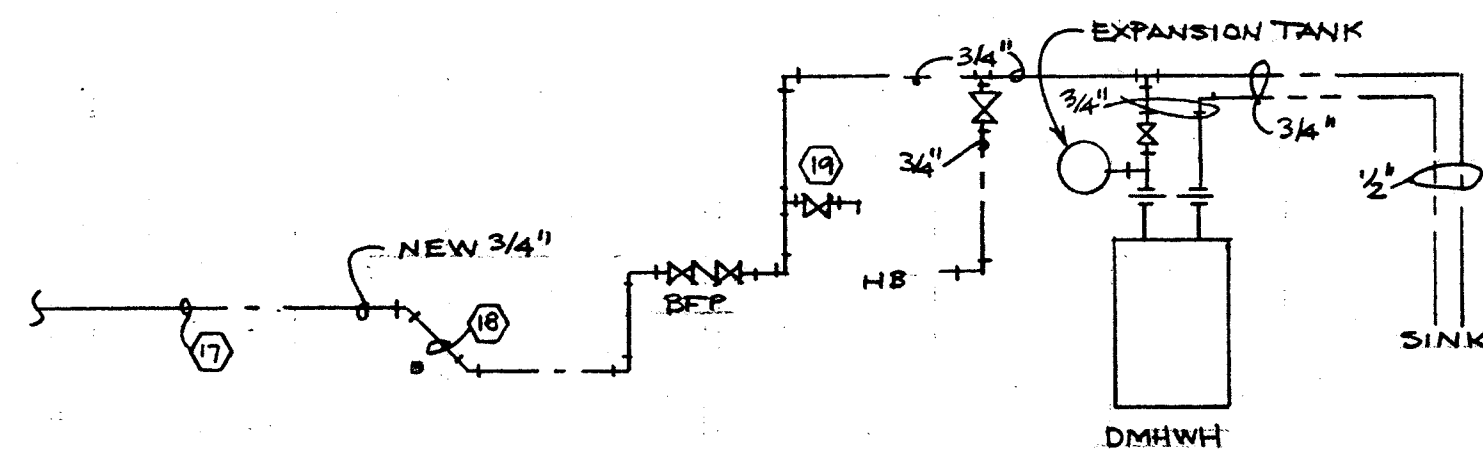 EXPANSION TANK
3/4"
3/4"
3/4"
3/4"
19
1/2"
NEW 3/4"
HB
BFP
18
17
SINK
DMHWH